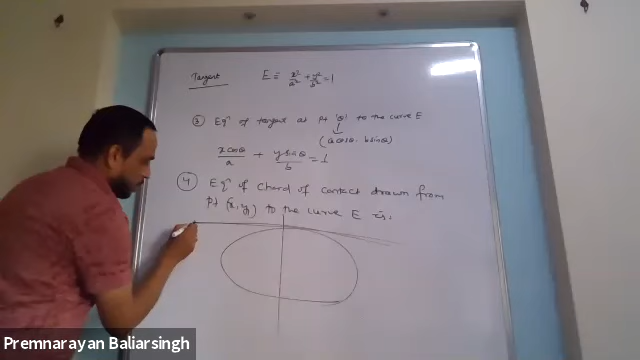 Tangent E ≡ x²/a² + y²/b² = 1
③ Eqⁿ of tangent at pt 'θ' to the curve E
(a cosθ, b sinθ)
x cosθ/a + y sinθ/b = 1
④ Eqⁿ of chord of contact drawn from
pt (x₁, y₁) to the curve E is.
Premnarayan Baliarsingh